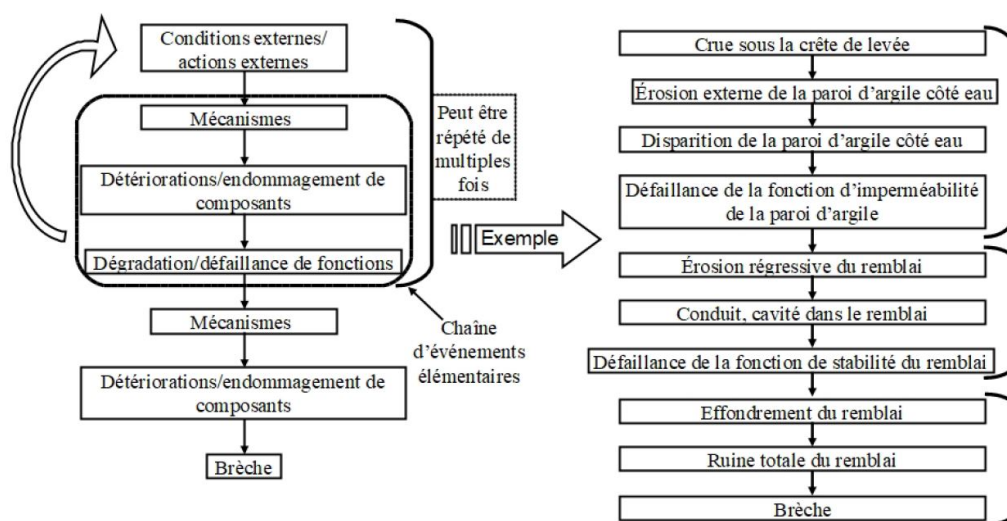 Conditions externes/
actions externes
Mécanismes
Détériorations/endommagement de
composants
Dégradation/défaillance de fonctions
Mécanismes
Détériorations/endommagement de
composants
Brèche
Peut être
répété de
multiples
fois
Chaîne
d'événements
élémentaires
Exemple
Crue sous la crête de levée
Érosion externe de la paroi d'argile côté eau
Disparition de la paroi d'argile côté eau
Défaillance de la fonction d'imperméabilité
de la paroi d'argile
Érosion régressive du remblai
Conduit, cavité dans le remblai
Défaillance de la fonction de stabilité du remblai
Effondrement du remblai
Ruine totale du remblai
Brèche